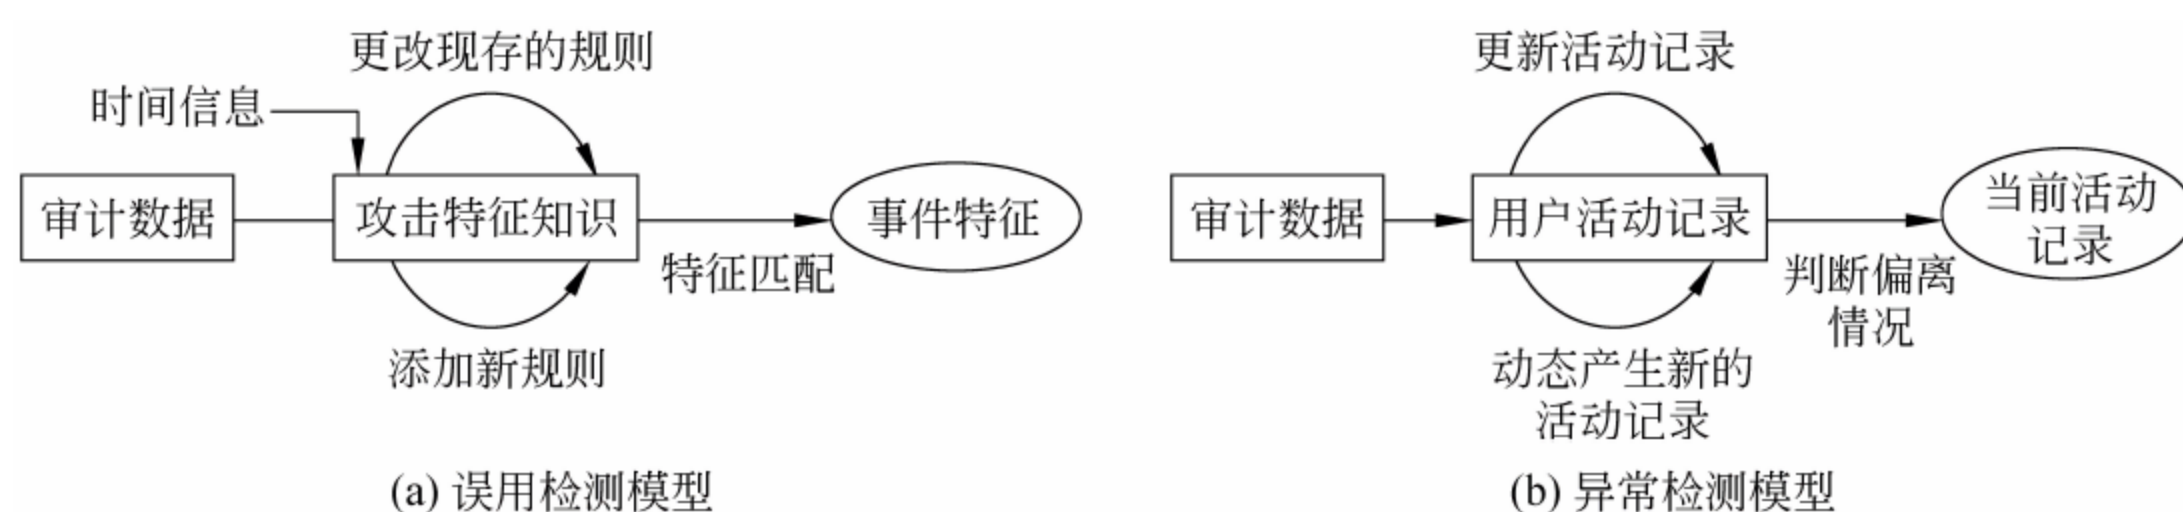 更改现存的规则
时间信息
审计数据
攻击特征知识
事件特征
特征匹配
添加新规则
(a) 误用检测模型
更新活动记录
审计数据
用户活动记录
当前活动
记录
判断偏离
情况
动态产生新的
活动记录
(b) 异常检测模型